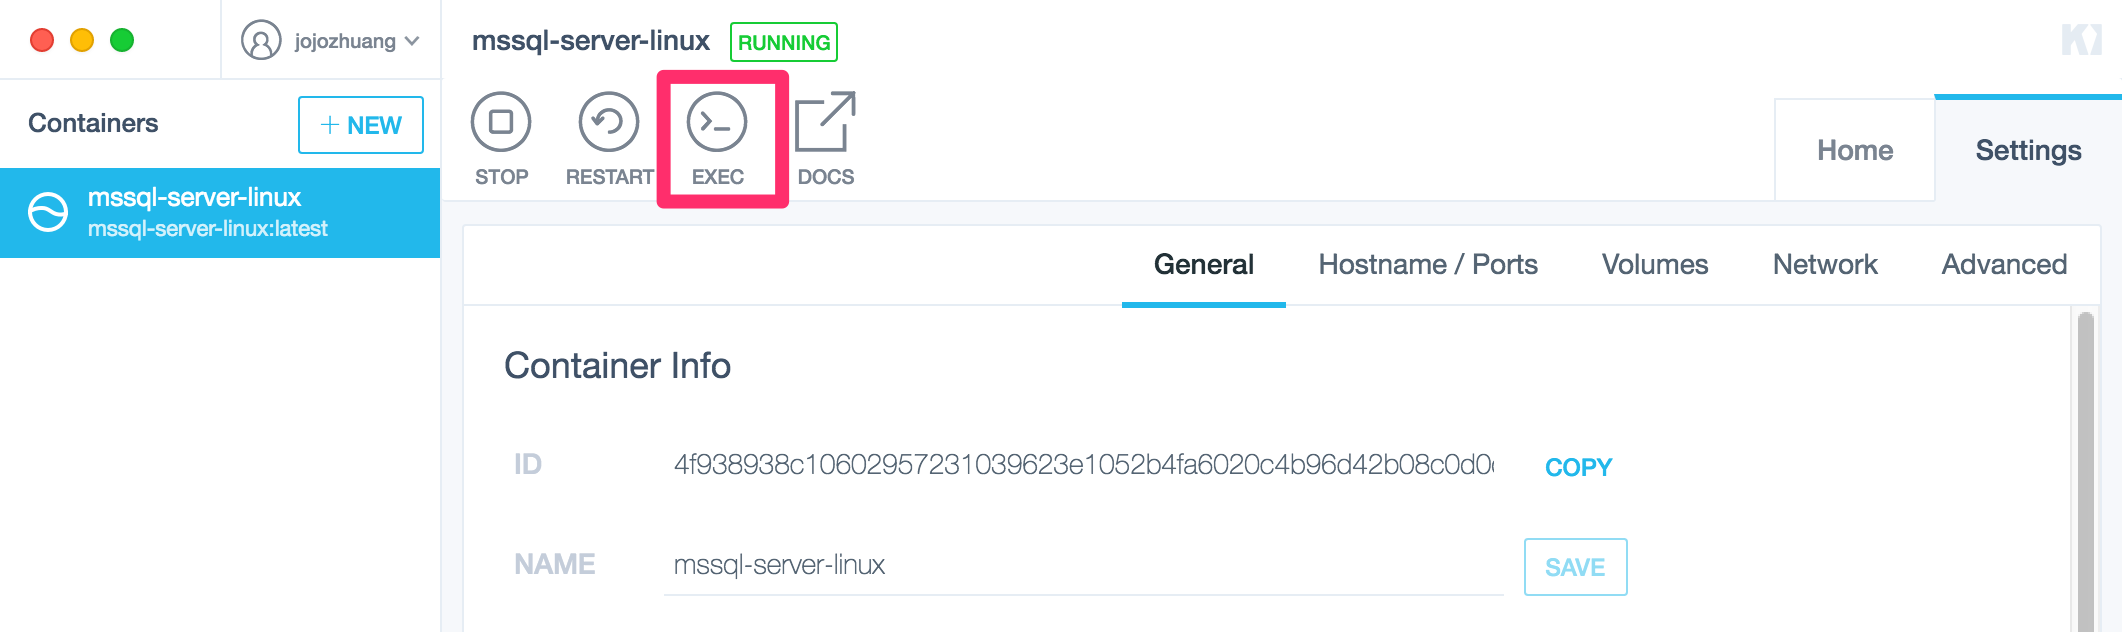 jojozhuang
mssql-server-linux RUNNING
Containers
+ NEW
mssql-server-linux
mssql-server-linux:latest
STOP RESTART EXEC DOCS
Home Settings
General Hostname / Ports Volumes Network Advanced
Container Info
ID 4f938938c10602957231039623e1052b4fa6020c4b96d42b08c0d0 COPY
NAME mssql-server-linux SAVE